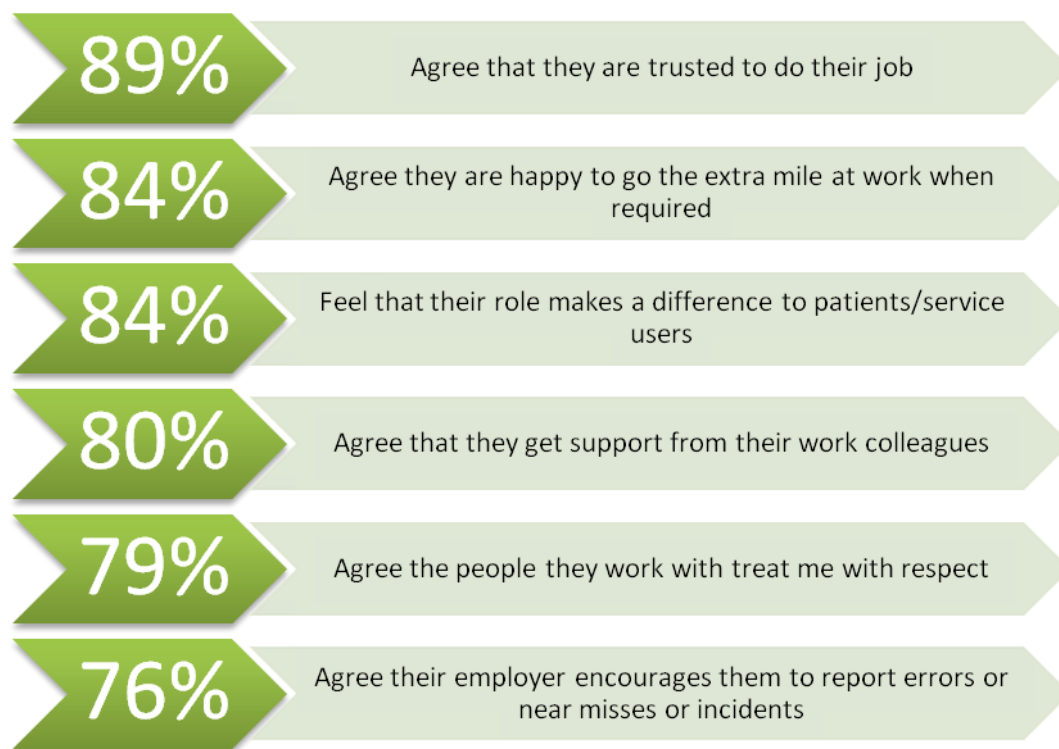 89%
Agree that they are trusted to do their job
84%
Agree they are happy to go the extra mile at work when
required
84%
Feel that their role makes a difference to patients/service
users
80%
Agree that they get support from their work colleagues
79%
Agree the people they work with treat me with respect
76%
Agree their employer encourages them to report errors or
near misses or incidents